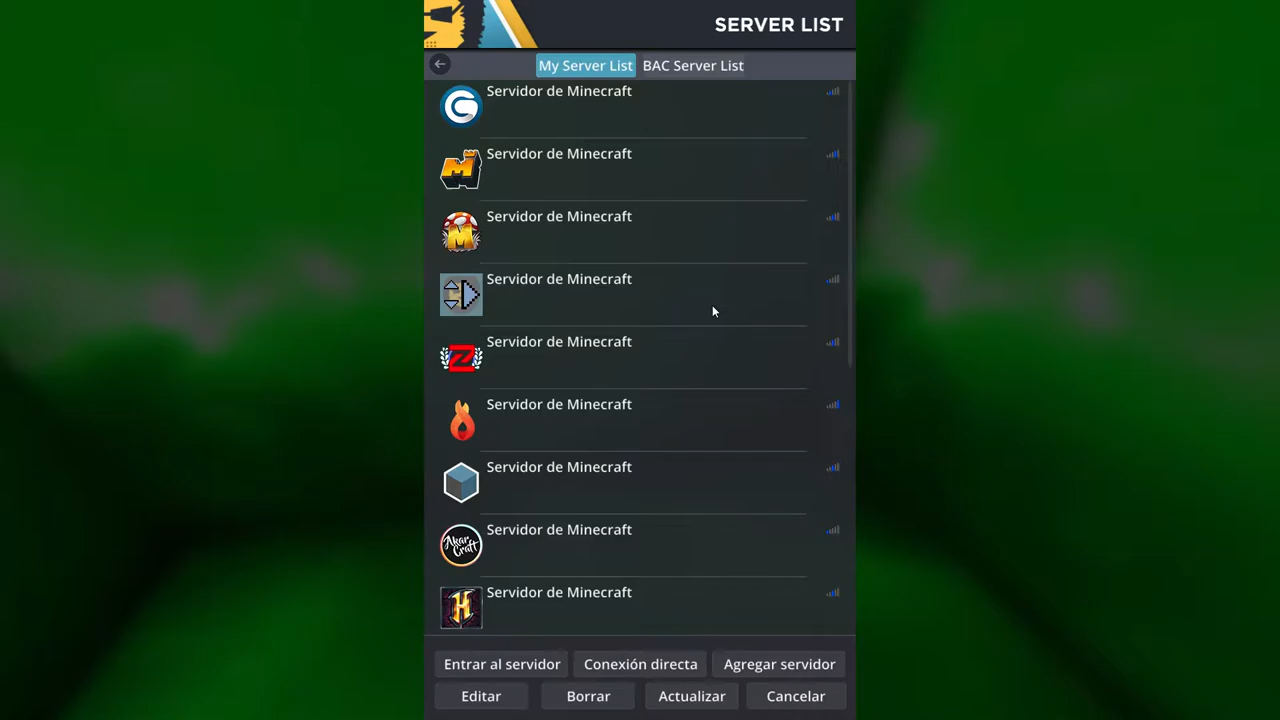 SERVER LIST
My Server List
BAC Server List
Servidor de Minecraft
Servidor de Minecraft
Servidor de Minecraft
Servidor de Minecraft
Servidor de Minecraft
Z
Servidor de Minecraft
Servidor de Minecraft
Servidor de Minecraft
Akar
Craft
Servidor de Minecraft
H
Entrar al servidor
Conexión directa
Agregar servidor
Editar
Borrar
Actualizar
Cancelar